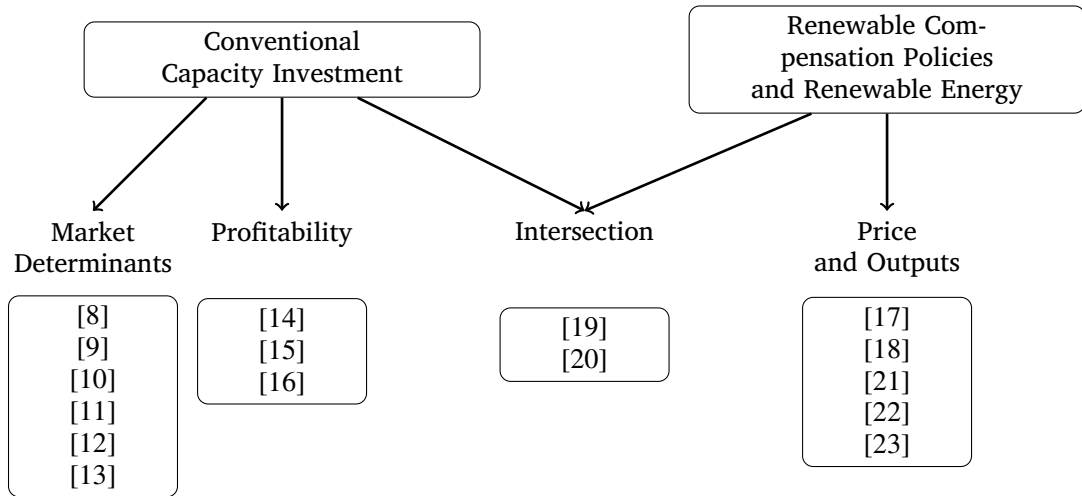 Conventional
Capacity Investment
Renewable Com-
pensation Policies
and Renewable Energy
Market
Determinants
Profitability
Intersection
Price
and Outputs
[8]
[9]
[10]
[11]
[12]
[13]
[14]
[15]
[16]
[19]
[20]
[17]
[18]
[21]
[22]
[23]